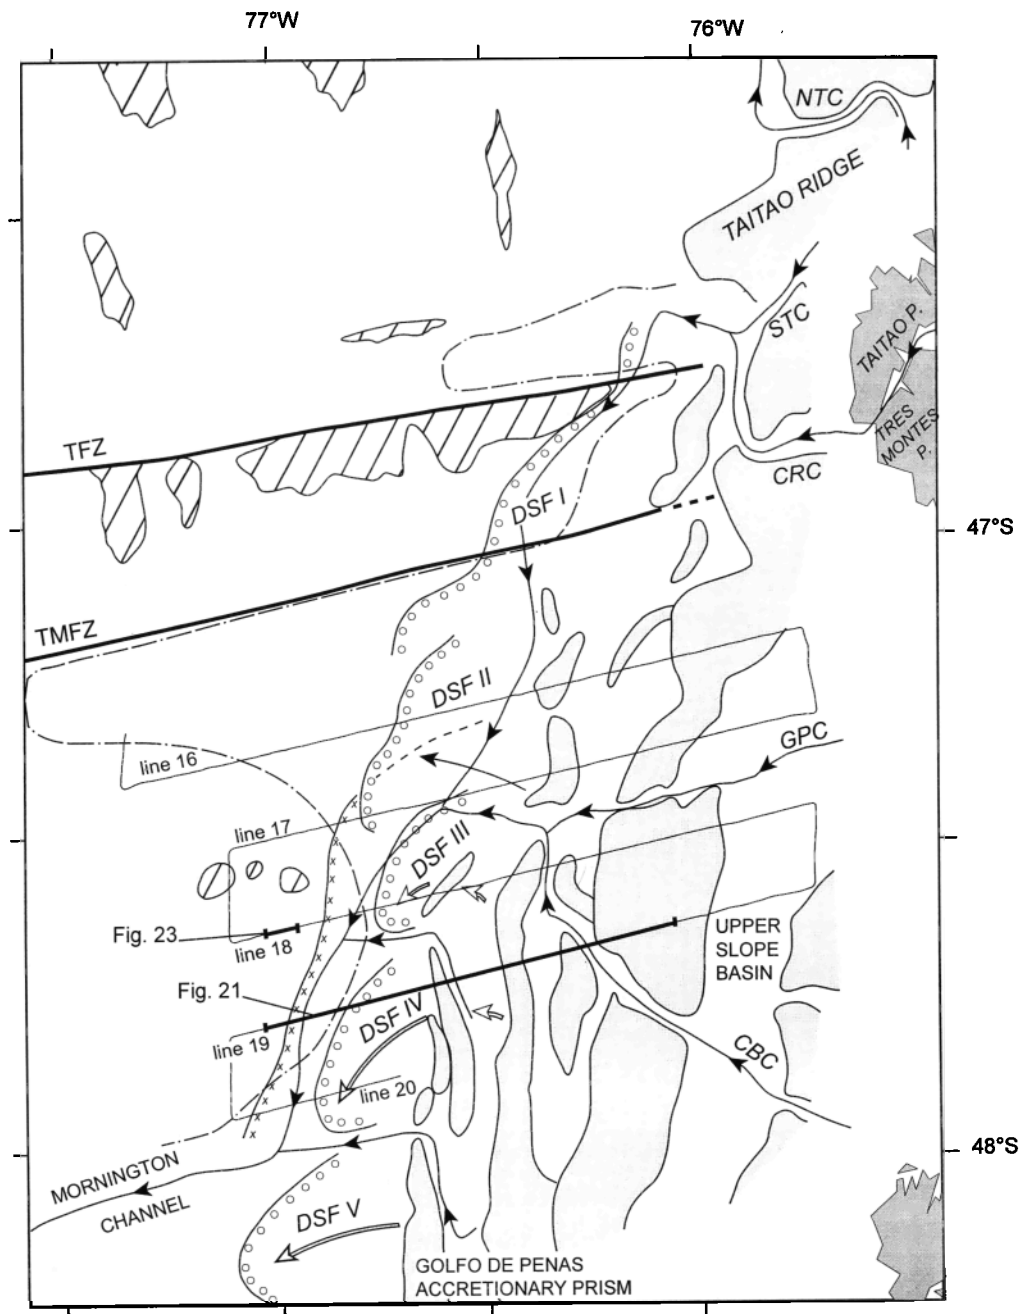 77°W
76°W
NTC
TAITAO RIDGE
STC
TAITAO P.
TRES
MONTES
P.
TFZ
CRC
DSF I
47°S
TMFZ
DSF II
GPC
line 16
line 17
DSF III
Fig. 23
line 18
UPPER
SLOPE
BASIN
Fig. 21
DSF IV
line 19
CBC
line 20
48°S
MORNINGTON
CHANNEL
DSF V
GOLFO DE PENAS
ACCRETIONARY PRISM